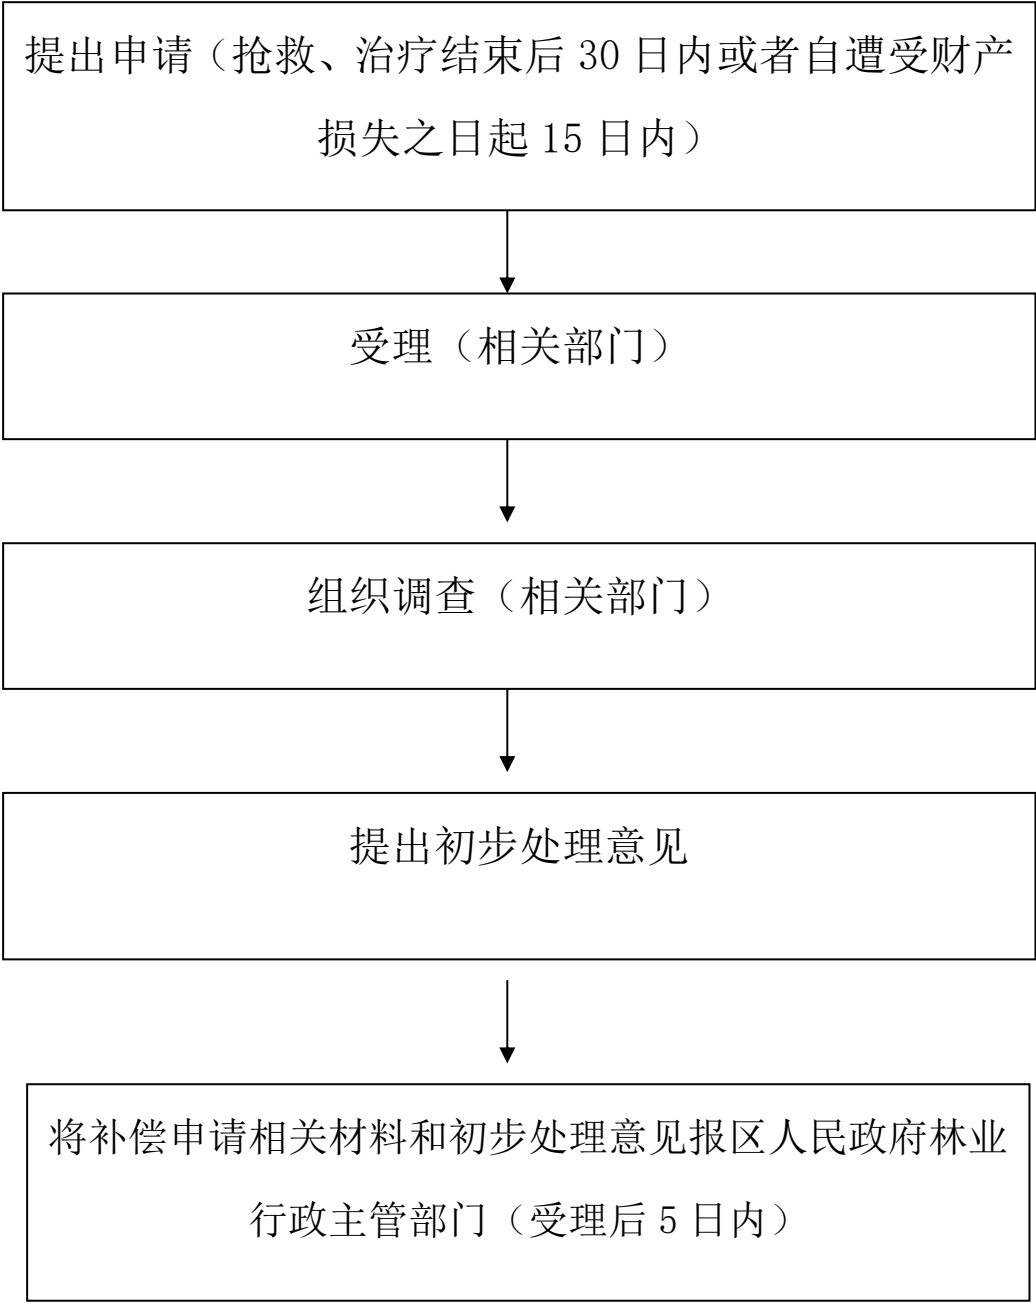 提出申请（抢救、治疗结束后 30 日内或者自遭受财产
损失之日起 15 日内）
受理（相关部门）
组织调查（相关部门）
提出初步处理意见
将补偿申请相关材料和初步处理意见报区人民政府林业
行政主管部门（受理后 5 日内）